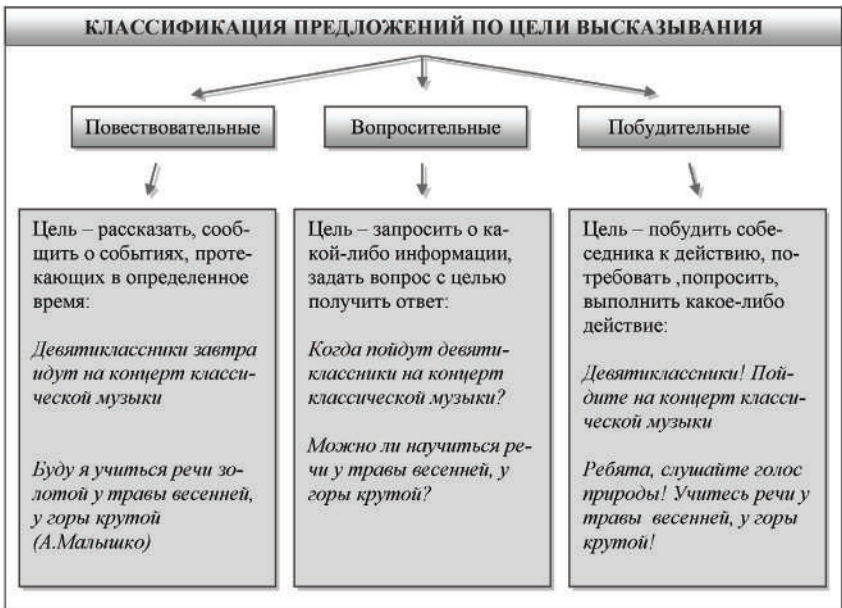 КЛАССИФИКАЦИЯ ПРЕДЛОЖЕНИЙ ПО ЦЕЛИ ВЫСКАЗЫВАНИЯ
Повествовательные
Вопросительные
Побудительные
Цель – рассказать, сооб-
щить о событиях, проте-
кающих в определенное
время:
Девятиклассники завтра
идут на концерт класси-
ческой музыки
Буду я учиться речи зо-
лотой у травы весенней,
у горы крутой
(А.Малышко)
Цель – запросить о ка-
кой-либо информации,
задать вопрос с целью
получить ответ:
Когда пойдут девяти-
классники на концерт
классической музыки?
Можно ли научиться ре-
чи у травы весенней, у
горы крутой?
Цель – побудить собе-
седника к действию, по-
требовать ,попросить,
выполнить какое-либо
действие:
Девятиклассники! Пой-
дите на концерт класси-
ческой музыки
Ребята, слушайте голос
природы! Учитесь речи у
травы весенней, у горы
крутой!